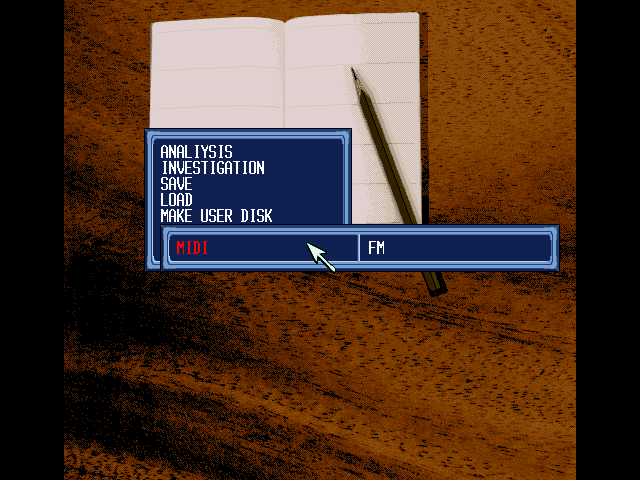 ANALIYSIS
INVESTIGATION
SAVE
LOAD
MAKE USER DISK
MIDI FM